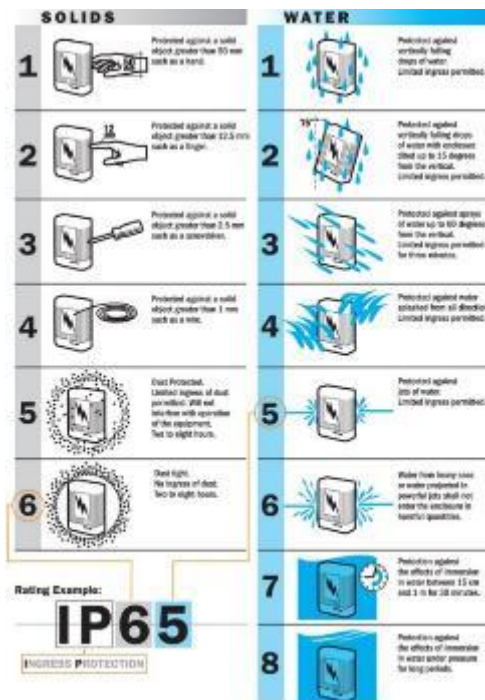 SOLIDS
1
Protected against a solid
object greater than 50 mm
such as a hand.
2
12
Protected against a solid
object greater than 12.5 mm
such as a finger.
3
Protected against a solid
object greater than 2.5 mm
such as a screwdriver.
4
Protected against a solid
object greater than 1 mm
such as a wire.
5
Dust Protected.
Limited ingress of dust
permitted. Will not
interfere with operation
of the equipment.
Two to eight hours.
6
Dust tight.
No ingress of dust.
Two to eight hours.
Rating Example:
IP65
INGRESS PROTECTION
WATER
1
Protected against
vertically falling
drops of water.
Limited ingress permitted.
2
15°
Protected against
vertically falling drops
of water with enclosure
tilted up to 15 degrees
from the vertical.
Limited ingress permitted.
3
Protected against sprays
of water up to 60 degrees
from the vertical.
Limited ingress permitted
for three minutes.
4
Protected against water
splashed from all direction
Limited ingress permitted.
5
Protected against
jets of water.
Limited ingress permitted.
6
Water from heavy seas
or water projected in
powerful jets shall not
enter the enclosure in
harmful quantities.
7
Protection against
the effects of immersion
in water between 15 cm
and 1 m for 30 minutes.
8
Protection against
the effects of immersion
in water under pressure
for long periods.